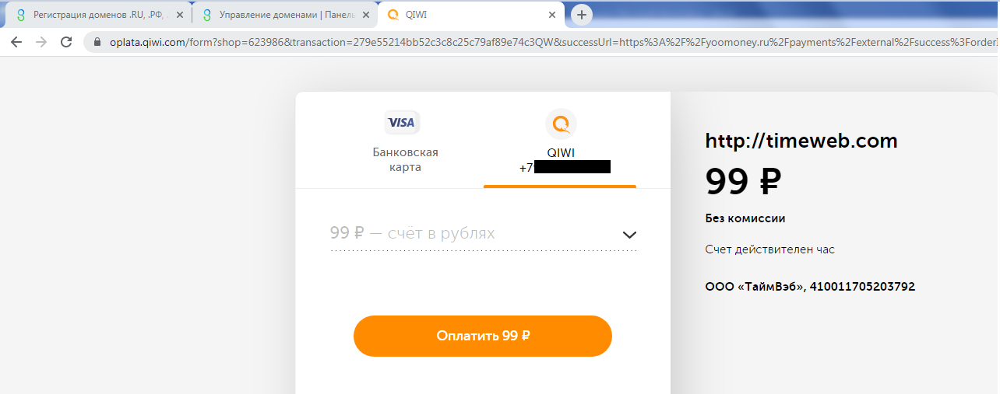 Регистрация доменов .RU, .РФ,
Управление доменами | Панель
QIWI
oplata.qiwi.com/form?shop=623986&transaction=279e55214bb52c3c8c25c79af89e74c3QW&successUrl=https%3A%2F%2Fyoomoney.ru%2Fpayments%2Fexternal%2Fsuccess%3Forder
VISA
Банковская
карта
QIWI
+7
99 ₽ — счёт в рублях
Оплатить 99 ₽
http://timeweb.com
99 ₽
Без комиссии
Счет действителен час
ООО «ТаймВэб», 410011705203792